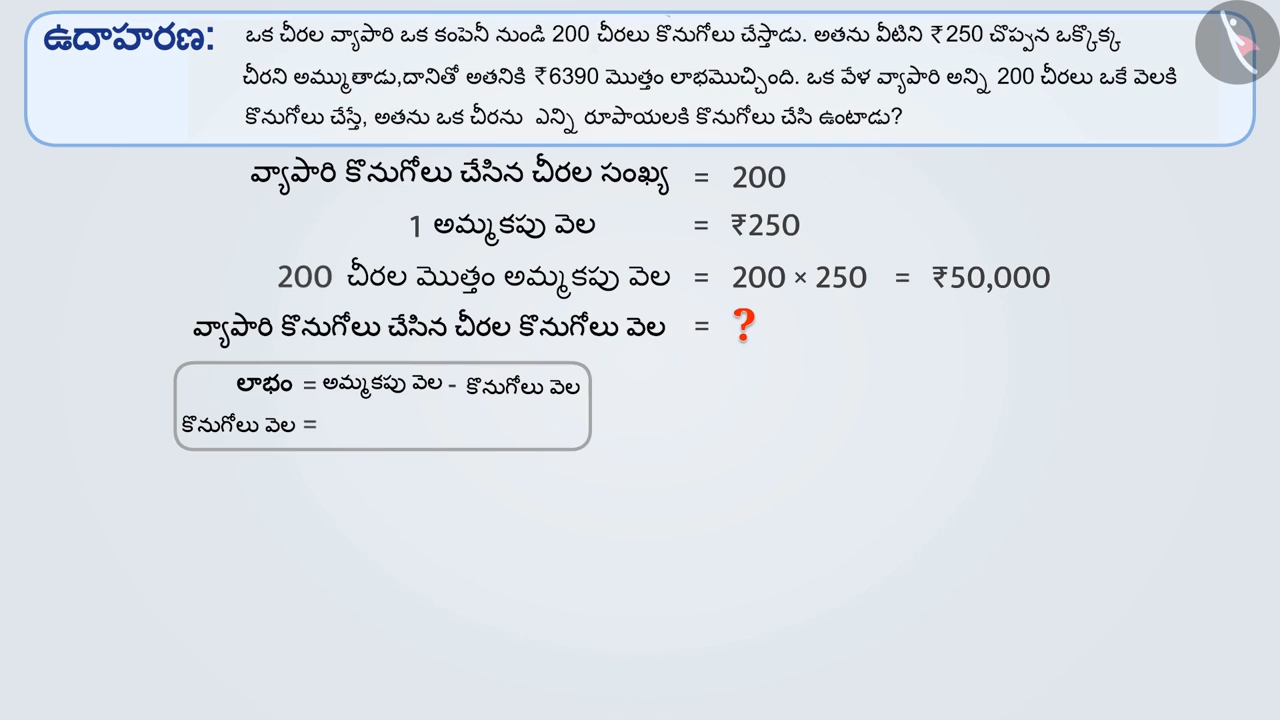 ఉదాహరణ: ఒక చీరల వ్యాపారి ఒక కంపెనీ నుండి 200 చీరలు కొనుగోలు చేస్తాడు. అతను వీటిని ₹250 చొప్పన ఒక్కొక్క
చీరని అమ్ముతాడు,దానితో అతనికి ₹6390 మొత్తం లాభమొచ్చింది. ఒక వేళ వ్యాపారి అన్ని 200 చీరలు ఒకే వెలకి
కొనుగోలు చేస్తే, అతను ఒక చీరను ఎన్ని రూపాయలకి కొనుగోలు చేసి ఉంటాడు?
వ్యాపారి కొనుగోలు చేసిన చీరల సంఖ్య = 200
1 అమ్మకపు వెల = ₹250
200 చీరల మొత్తం అమ్మకపు వెల = 200 × 250 = ₹50,000
వ్యాపారి కొనుగోలు చేసిన చీరల కొనుగోలు వెల = ?
లాభం = అమ్మకపు వెల - కొనుగోలు వెల
కొనుగోలు వెల =